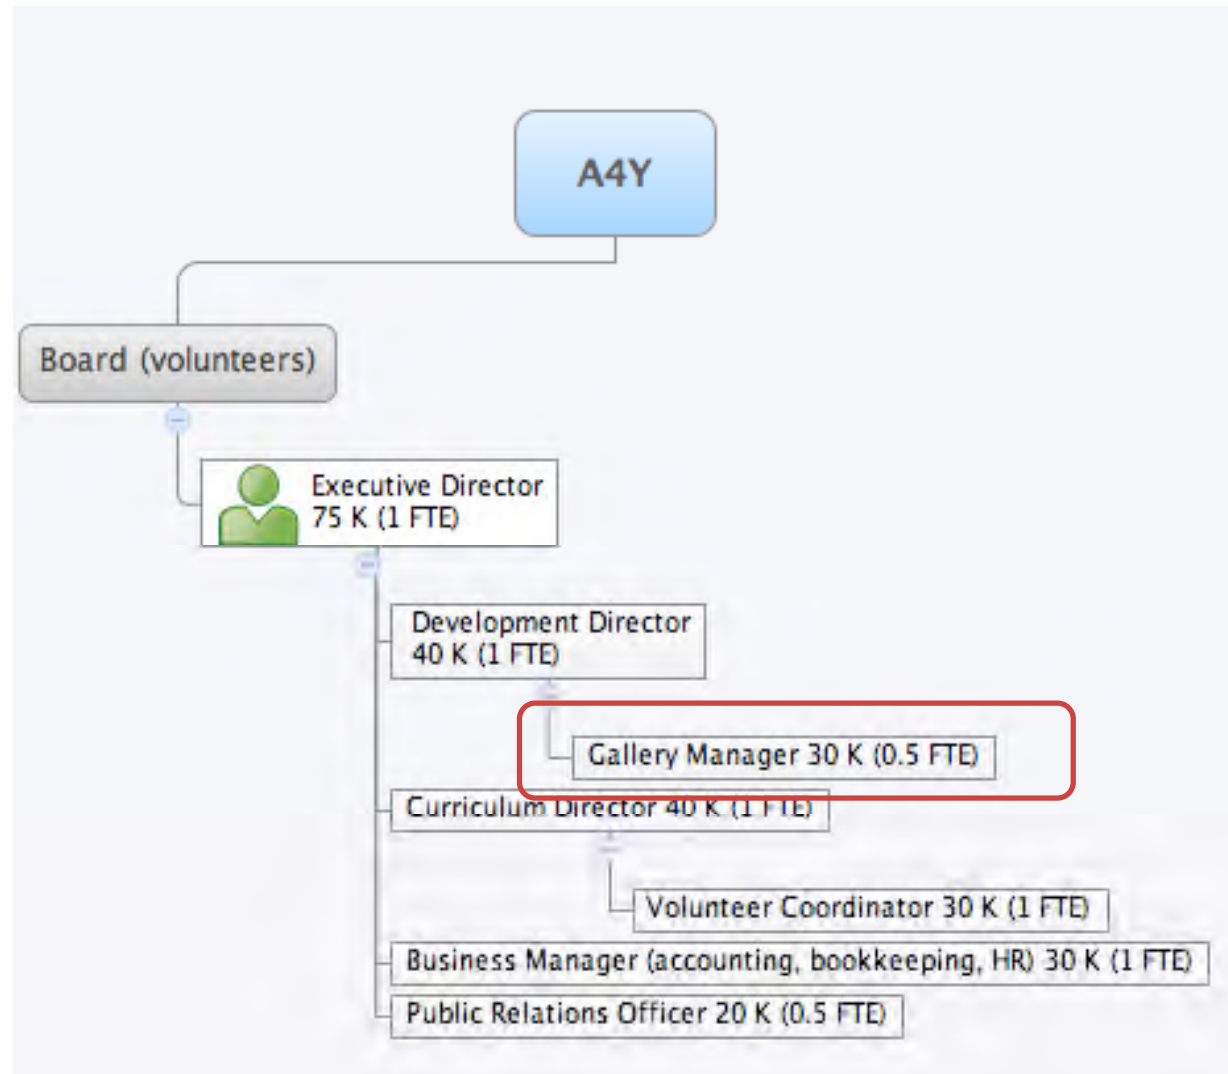 A4Y
Board (volunteers)
Executive Director
75 K (1 FTE)
Development Director
40 K (1 FTE)
Gallery Manager 30 K (0.5 FTE)
Curriculum Director 40 K (1 FTE)
Volunteer Coordinator 30 K (1 FTE)
Business Manager (accounting, bookkeeping, HR) 30 K (1 FTE)
Public Relations Officer 20 K (0.5 FTE)